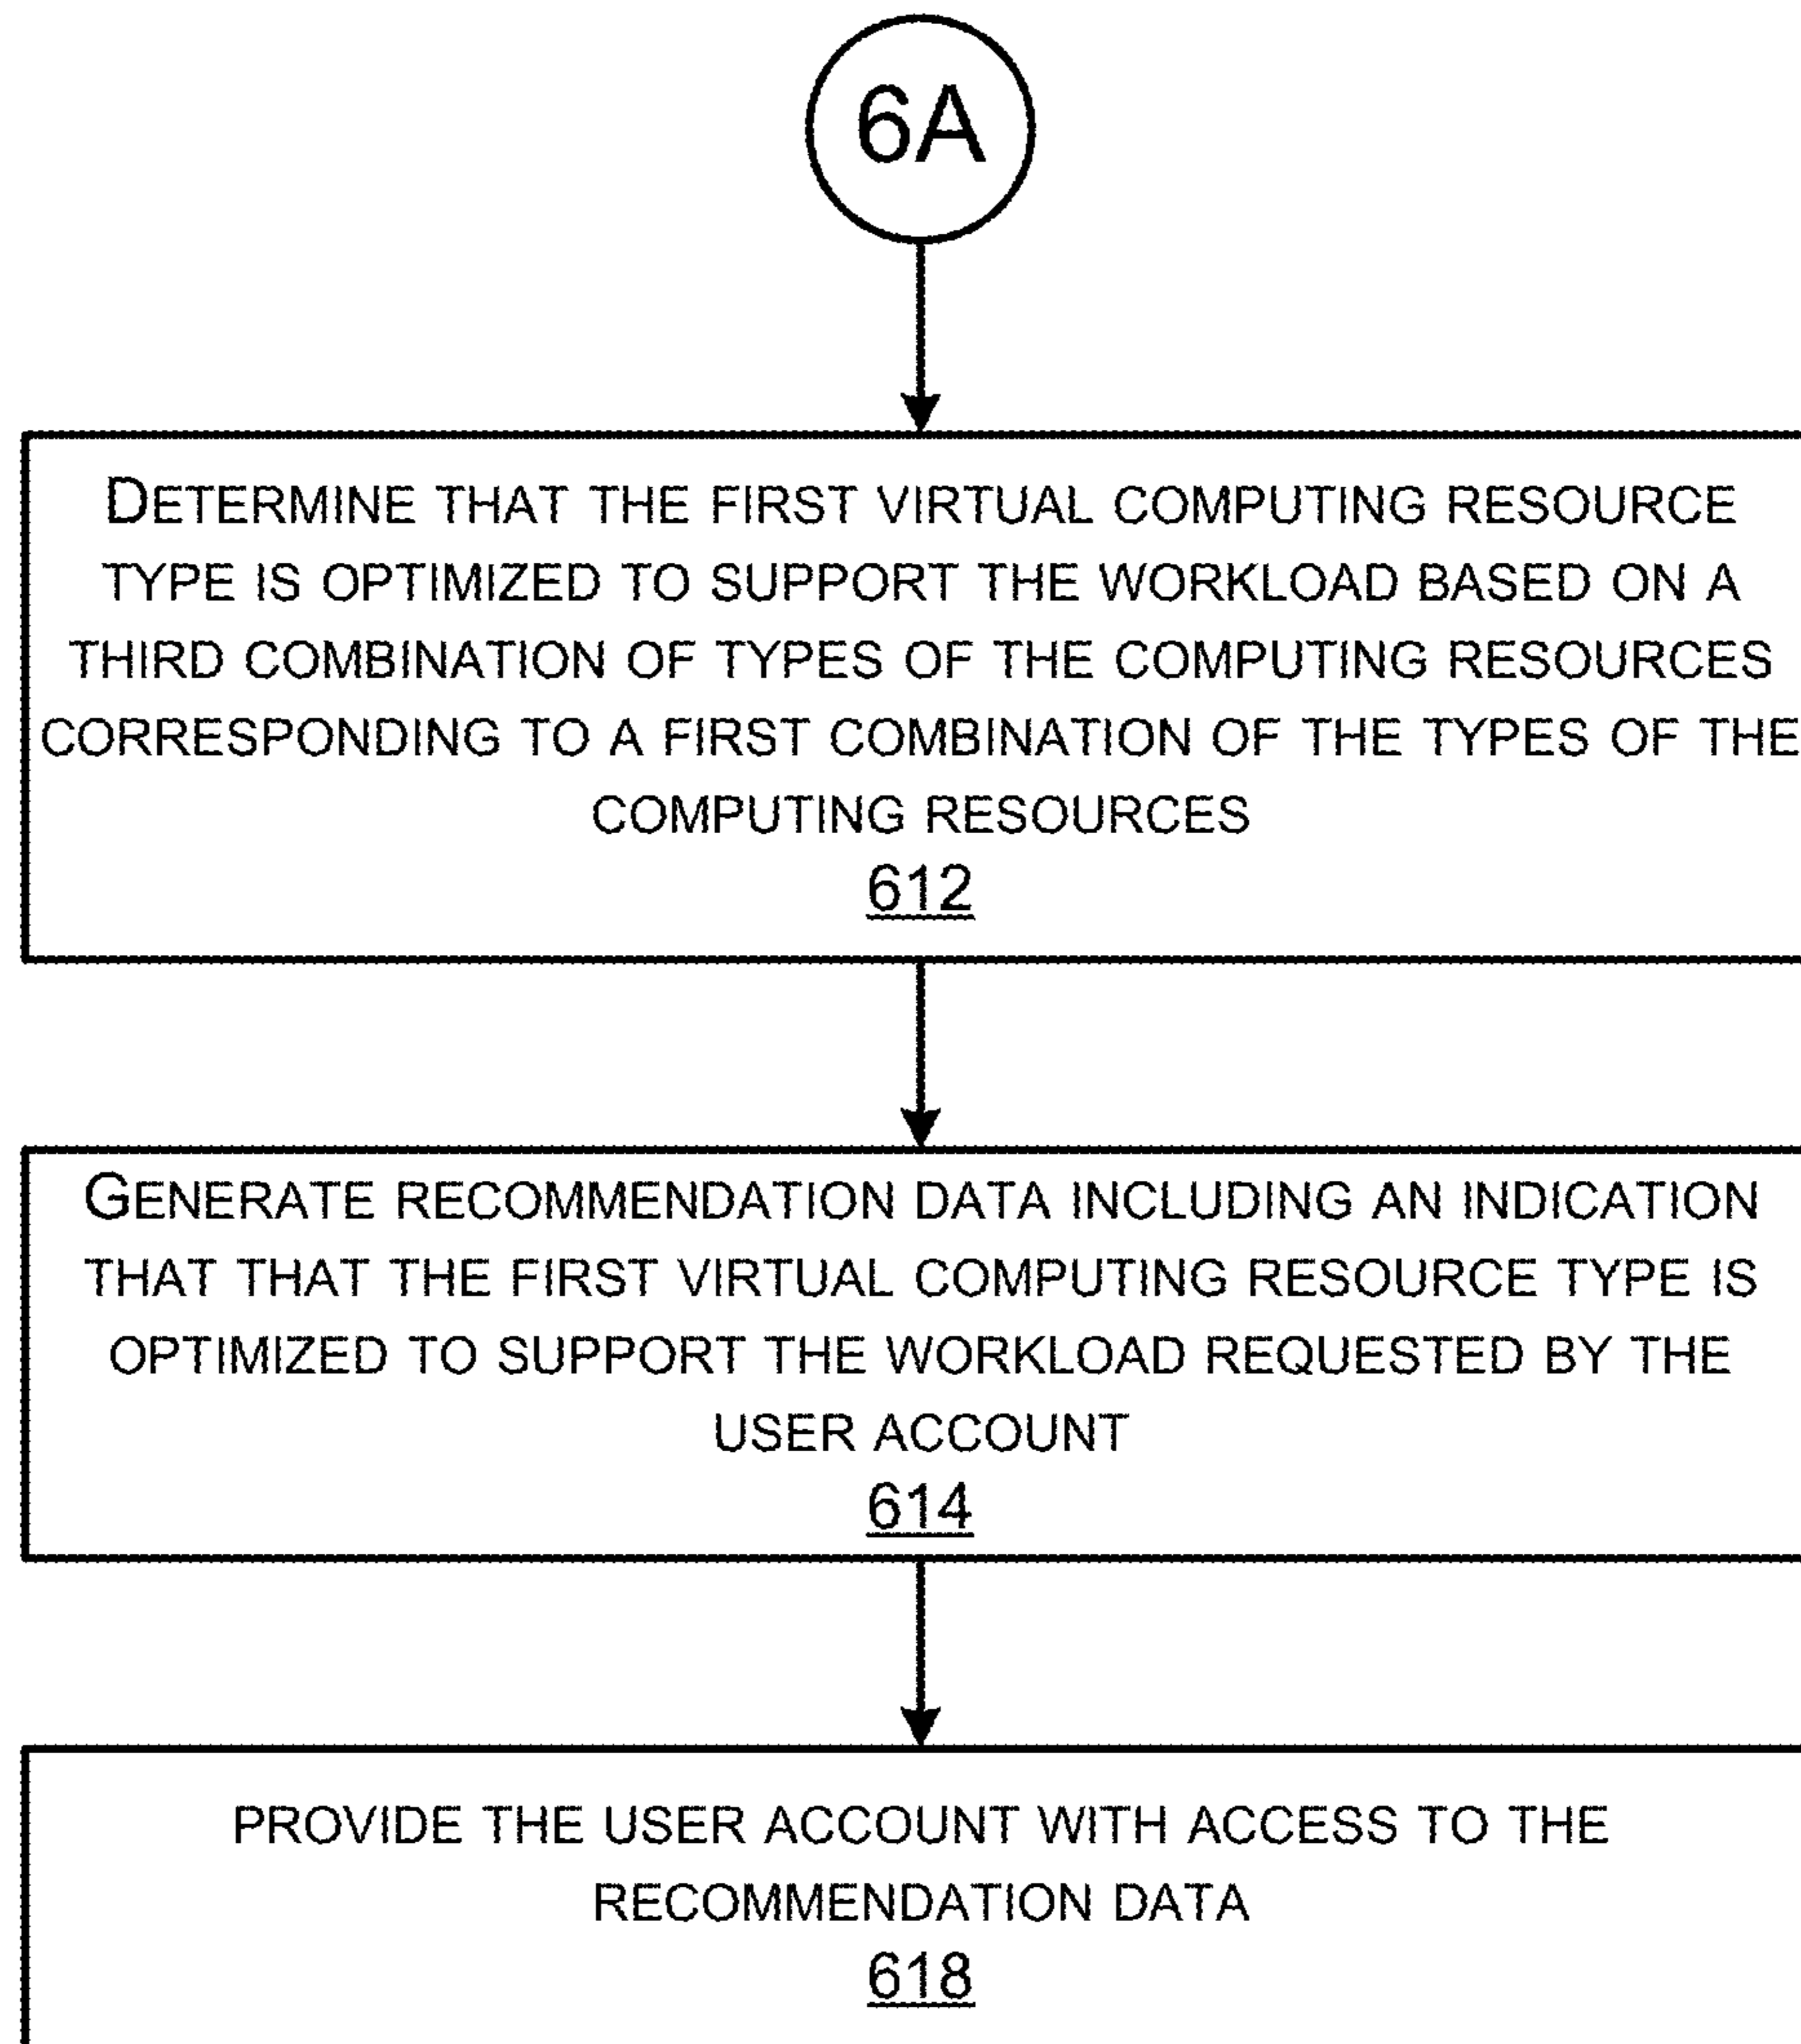 6A
DETERMINE THAT THE FIRST VIRTUAL COMPUTING RESOURCE
TYPE IS OPTIMIZED TO SUPPORT THE WORKLOAD BASED ON A
THIRD COMBINATION OF TYPES OF THE COMPUTING RESOURCES
CORRESPONDING TO A FIRST COMBINATION OF THE TYPES OF THE
COMPUTING RESOURCES
612
GENERATE RECOMMENDATION DATA INCLUDING AN INDICATION
THAT THAT THE FIRST VIRTUAL COMPUTING RESOURCE TYPE IS
OPTIMIZED TO SUPPORT THE WORKLOAD REQUESTED BY THE
USER ACCOUNT
614
PROVIDE THE USER ACCOUNT WITH ACCESS TO THE
RECOMMENDATION DATA
618